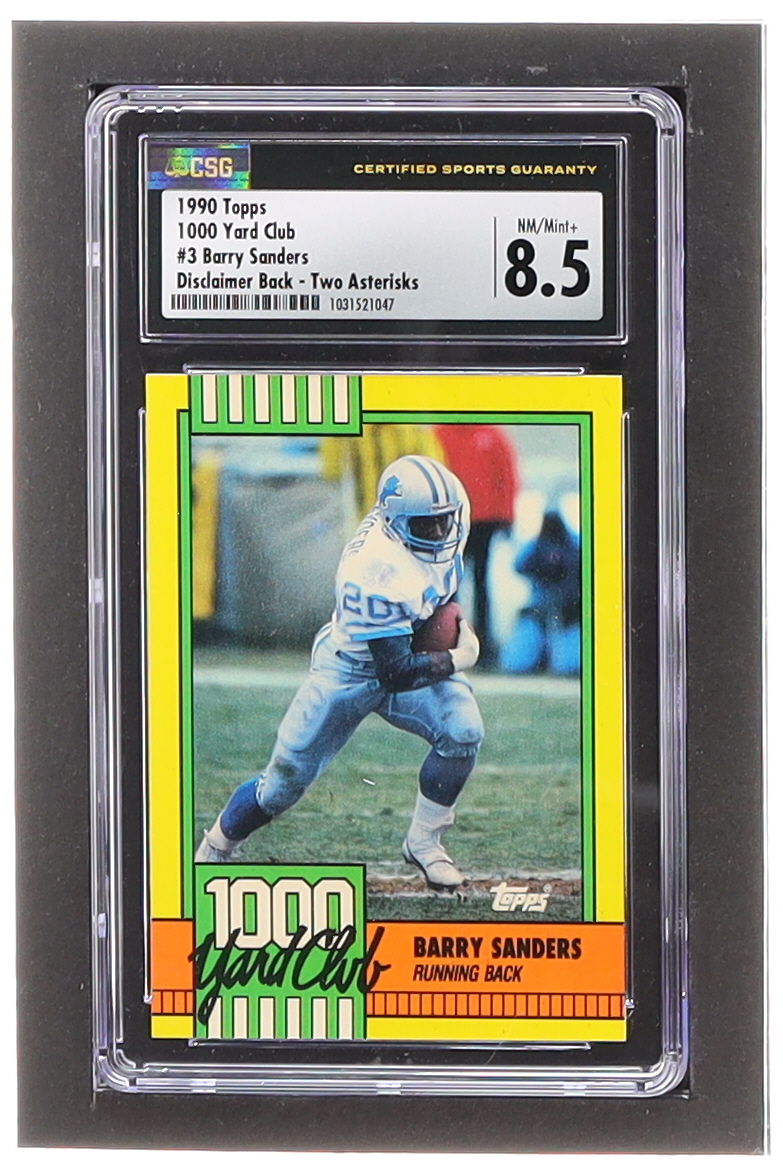 CSG
CERTIFIED SPORTS GUARANTY
1990 Topps
1000 Yard Club
#3 Barry Sanders
Disclaimer Back - Two Asterisks
1031521047
NM/Mint+
8.5
20
Topps®
1000
Yard Club
BARRY SANDERS
RUNNING BACK